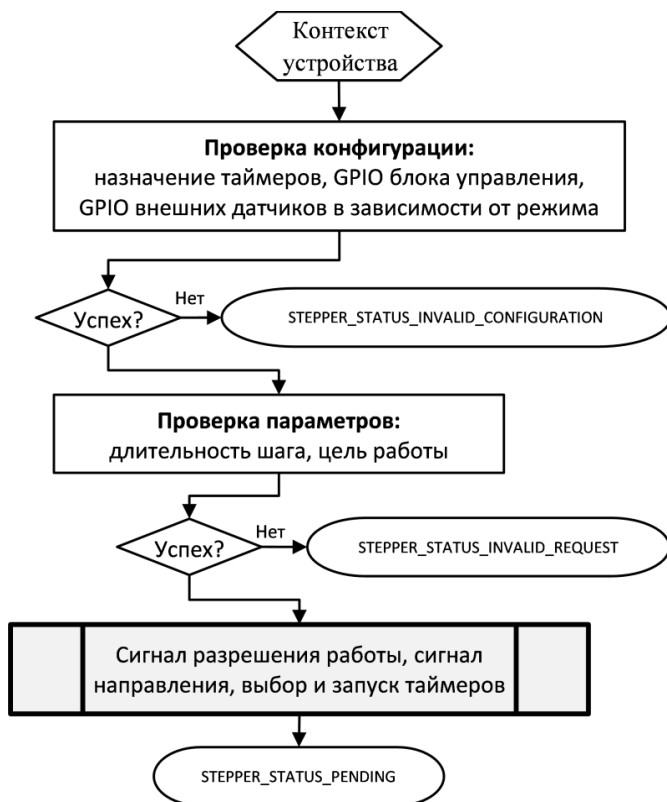 Контекст
устройства
Проверка конфигурации:
назначение таймеров, GPIO блока управления,
GPIO внешних датчиков в зависимости от режима
Успех?
Нет
STEPPER_STATUS_INVALID_CONFIGURATION
Проверка параметров:
длительность шага, цель работы
Успех?
Нет
STEPPER_STATUS_INVALID_REQUEST
Сигнал разрешения работы, сигнал
направления, выбор и запуск таймеров
STEPPER_STATUS_PENDING